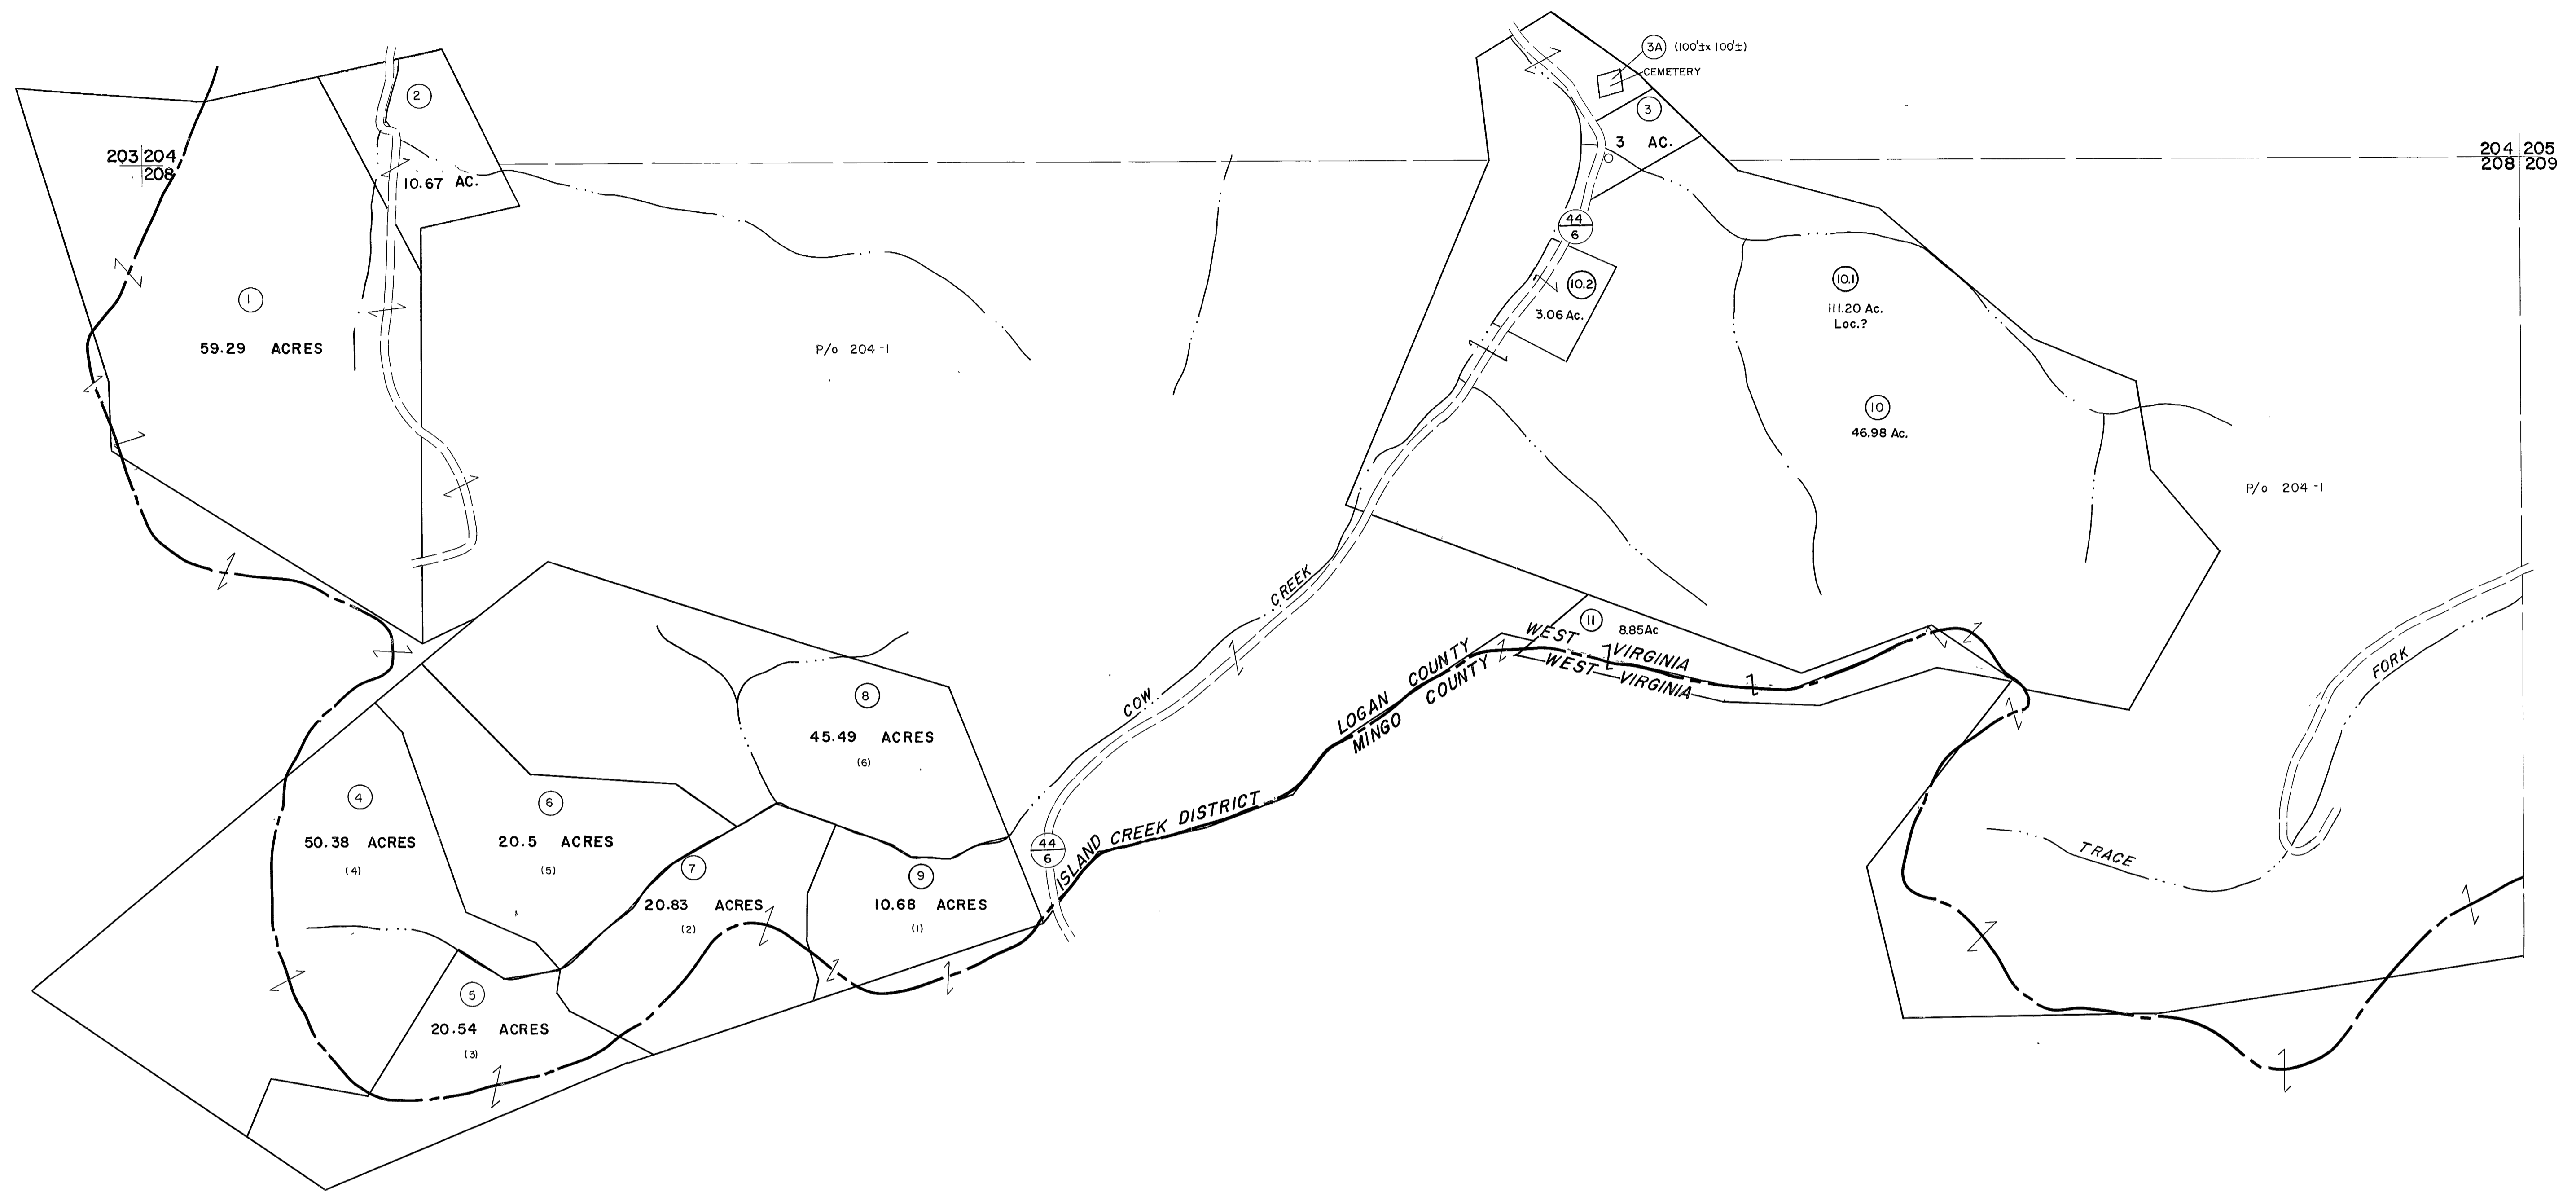 3A (100'±x 100'±)
CEMETERY
2
3
3 AC.
203 204
208
204 205
208 209
10.67 AC.
44
6
10.2
3.06 Ac.
10.1
111.20 Ac.
Loc.?
1
59.29 ACRES
P/o 204-1
10
46.98 Ac.
P/o 204-1
CREEK
COW
11
8.85Ac
WEST VIRGINIA
WEST VIRGINIA
LOGAN COUNTY
MINGO COUNTY
FORK
TRACE
8
45.49 ACRES
(6)
4
50.38 ACRES
(4)
6
20.5 ACRES
(5)
7
20.83 ACRES
(2)
9
10.68 ACRES
(1)
44
6
ISLAND CREEK DISTRICT
5
20.54 ACRES
(3)